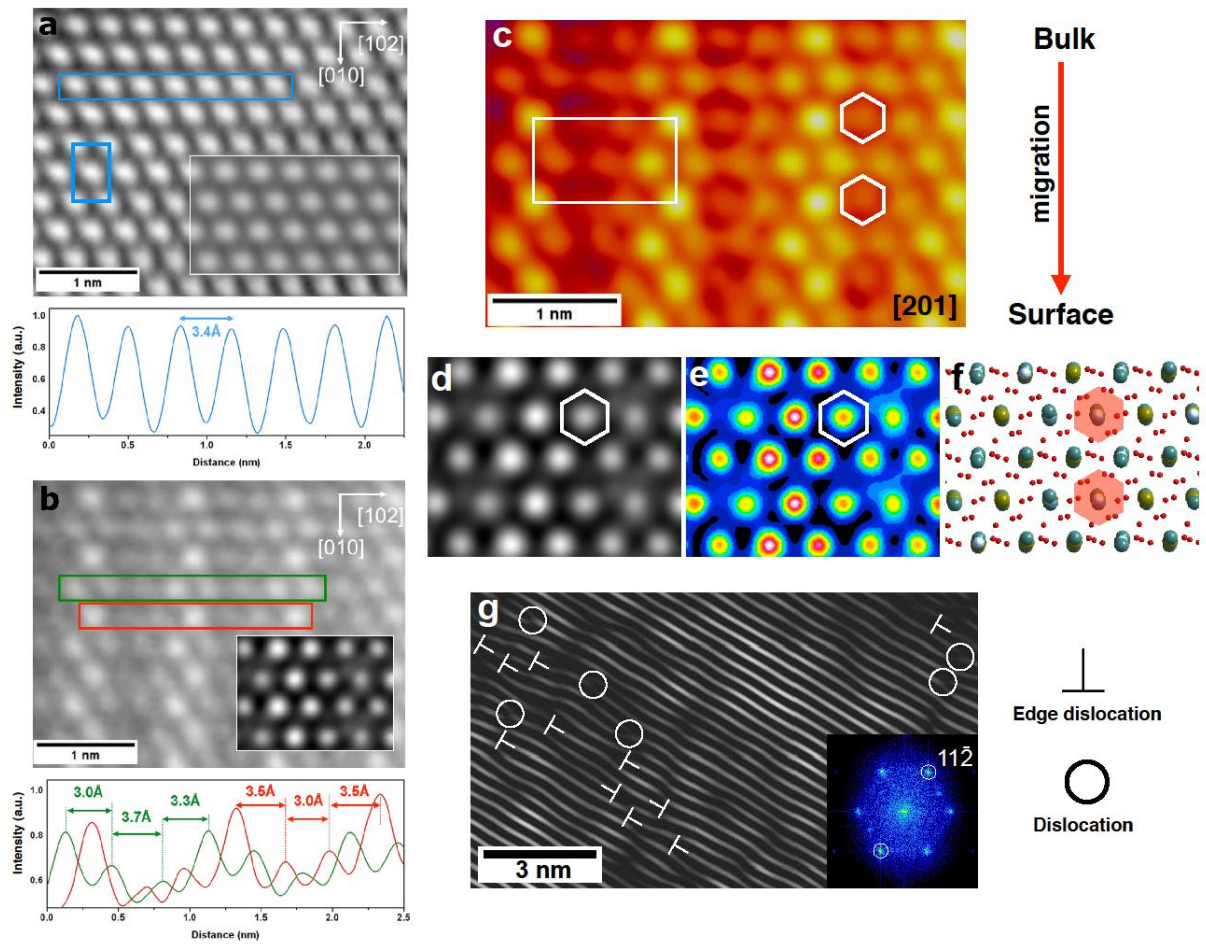 a
[102]
[010]
1 nm
Intensity (a.u.)
1.0
0.8
0.6
0.4
3.4Å
0.0 0.5 1.0 1.5 2.0
Distance (nm)
b
[102]
[010]
1 nm
Intensity (a.u.)
1.0
0.8
0.6
3.0Å
3.7Å
3.3Å
3.5Å
3.0Å
3.5Å
0.0 0.5 1.0 1.5 2.0 2.5
Distance (nm)
c
1 nm
[201]
Bulk
migration
Surface
d
e
f
g
3 nm
112̄
Edge dislocation
Dislocation